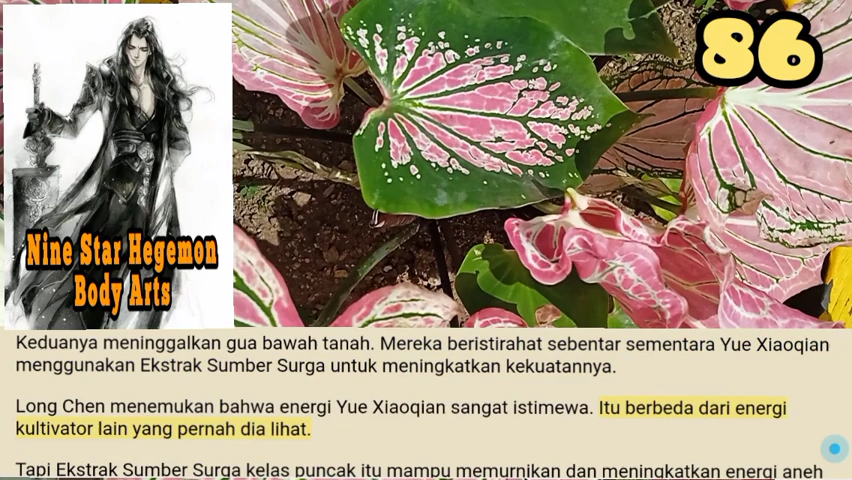 86
Nine Star Hegemon
Body Arts
Keduanya meninggalkan gua bawah tanah. Mereka beristirahat sebentar sementara Yue Xiaoqian
menggunakan Ekstrak Sumber Surga untuk meningkatkan kekuatannya.
Long Chen menemukan bahwa energi Yue Xiaoqian sangat istimewa. Itu berbeda dari energi
kultivator lain yang pernah dia lihat.
Tapi Ekstrak Sumber Surga kelas puncak itu mampu memurnikan dan meningkatkan energi aneh